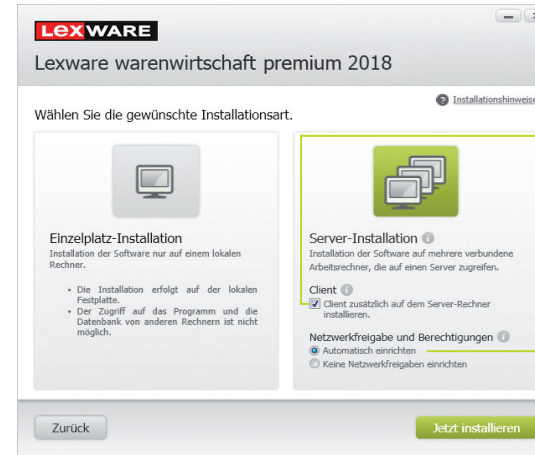 LEXWARE
Lexware warenwirtschaft premium 2018
Installationshinweise
Wählen Sie die gewünschte Installationsart.
Einzelplatz-Installation
Installation der Software nur auf einem lokalen
Rechner.
• Die Installation erfolgt auf der lokalen
Festplatte.
• Der Zugriff auf das Programm und die
Datenbank von anderen Rechnern ist nicht
möglich.
Server-Installation
Installation der Software auf mehrere verbundene
Arbeitsrechner, die auf einen Server zugreifen.
Client
Client zusätzlich auf dem Server-Rechner
installieren.
Netzwerkfreigabe und Berechtigungen
Automatisch einrichten
Keine Netzwerkfreigaben einrichten
Zurück
Jetzt installieren